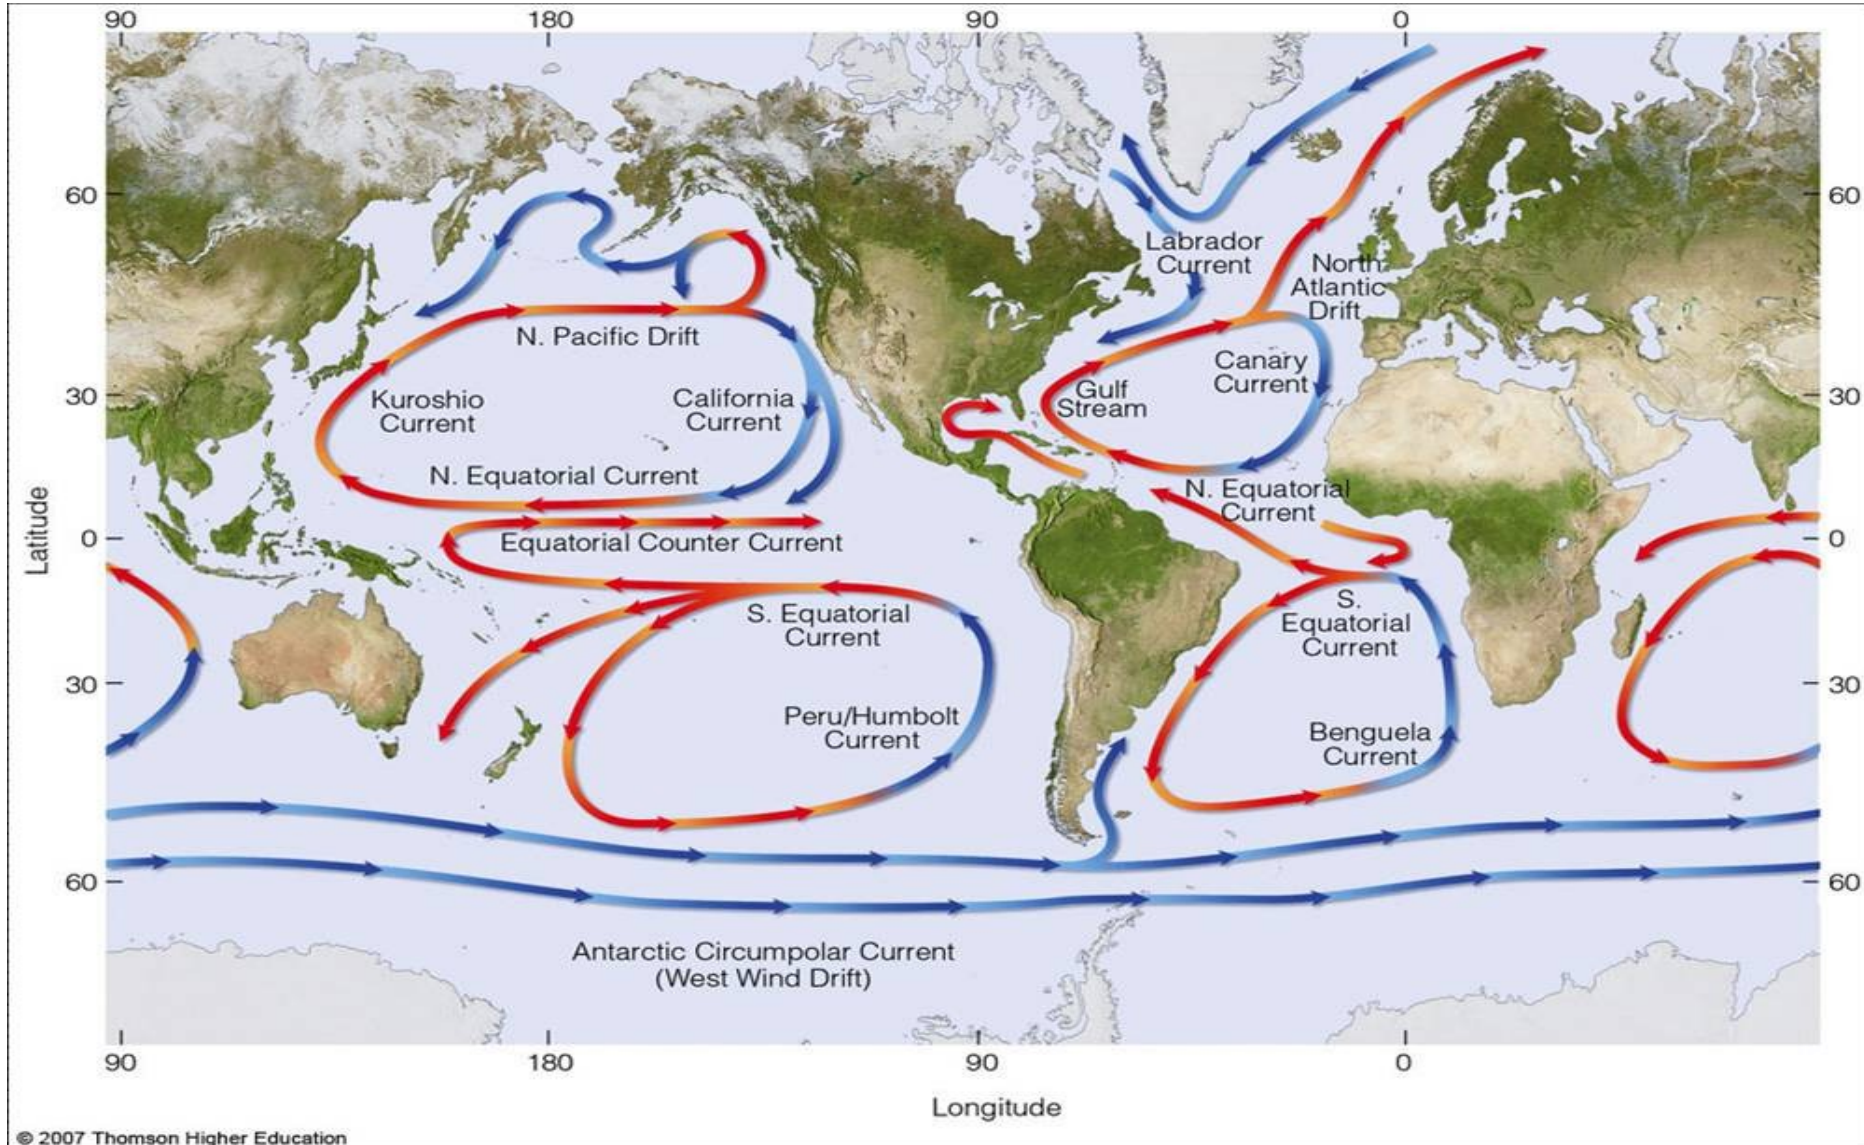 90 180 90 0
60 60
Labrador
Current
North
Atlantic
Drift
N. Pacific Drift
Canary
Current
Kuroshio
Current
California
Current
Gulf
Stream
30 30
N. Equatorial Current
N. Equatorial
Current
Latitude
0 0
Equatorial Counter Current
S. Equatorial
Current
S.
Equatorial
Current
30 30
Peru/Humbolt
Current
Benguela
Current
60 60
Antarctic Circumpolar Current
(West Wind Drift)
90 180 90 0
Longitude
© 2007 Thomson Higher Education